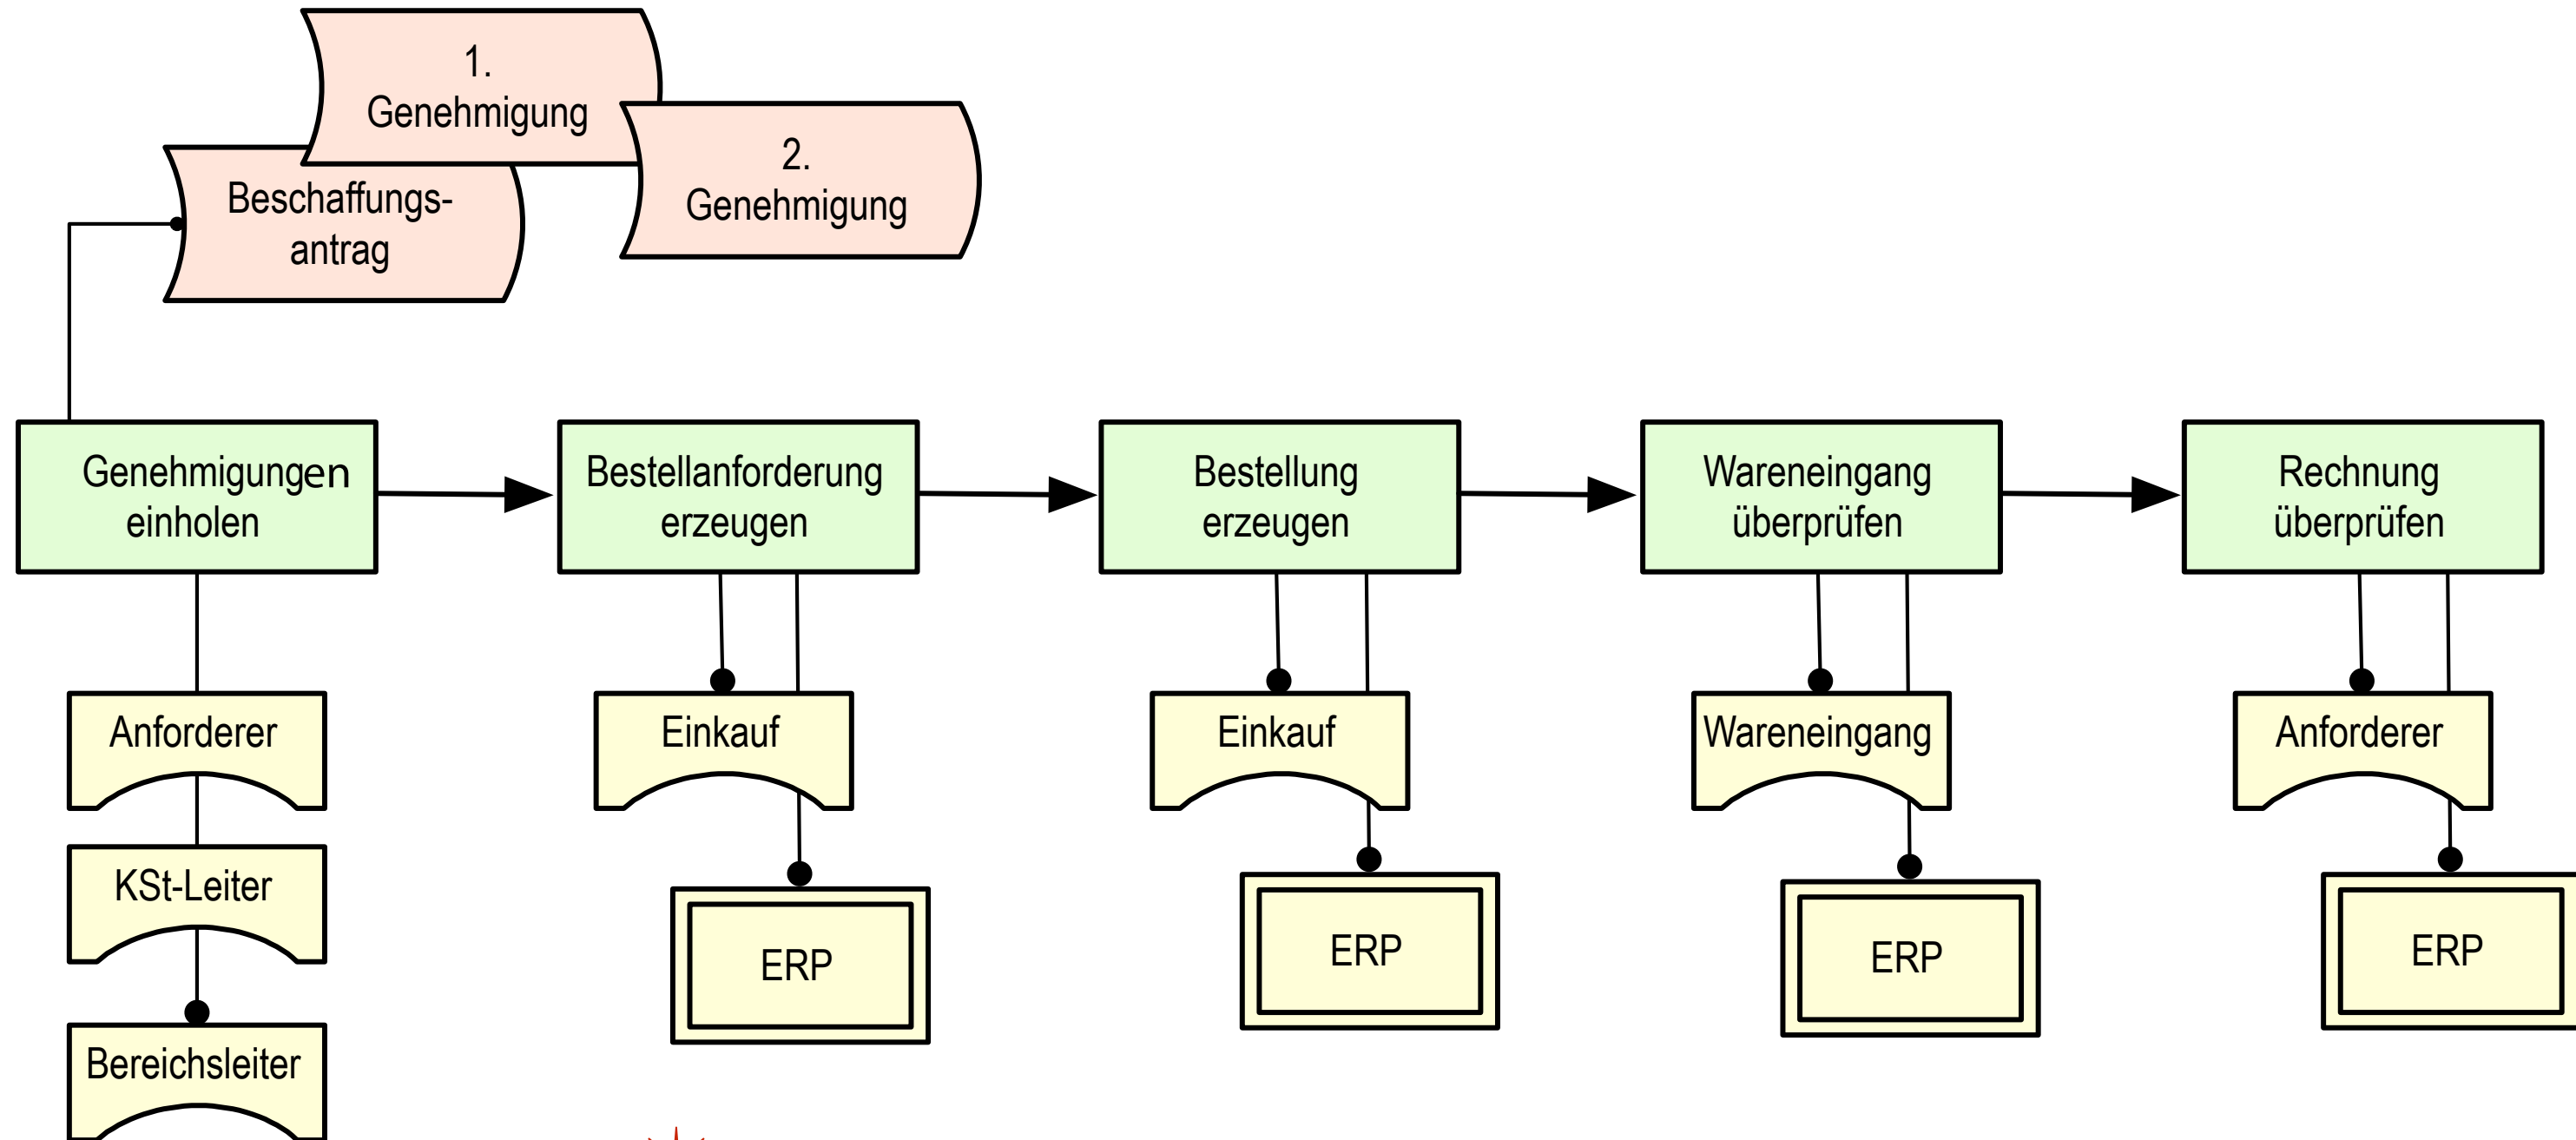 1.
Genehmigung
2.
Genehmigung
Beschaffungs-
antrag
Genehmigungen
einholen
Bestellanforderung
erzeugen
Bestellung
erzeugen
Wareneingang
überprüfen
Rechnung
überprüfen
Anforderer
Einkauf
Einkauf
Wareneingang
Anforderer
KSt-Leiter
ERP
ERP
ERP
ERP
Bereichsleiter